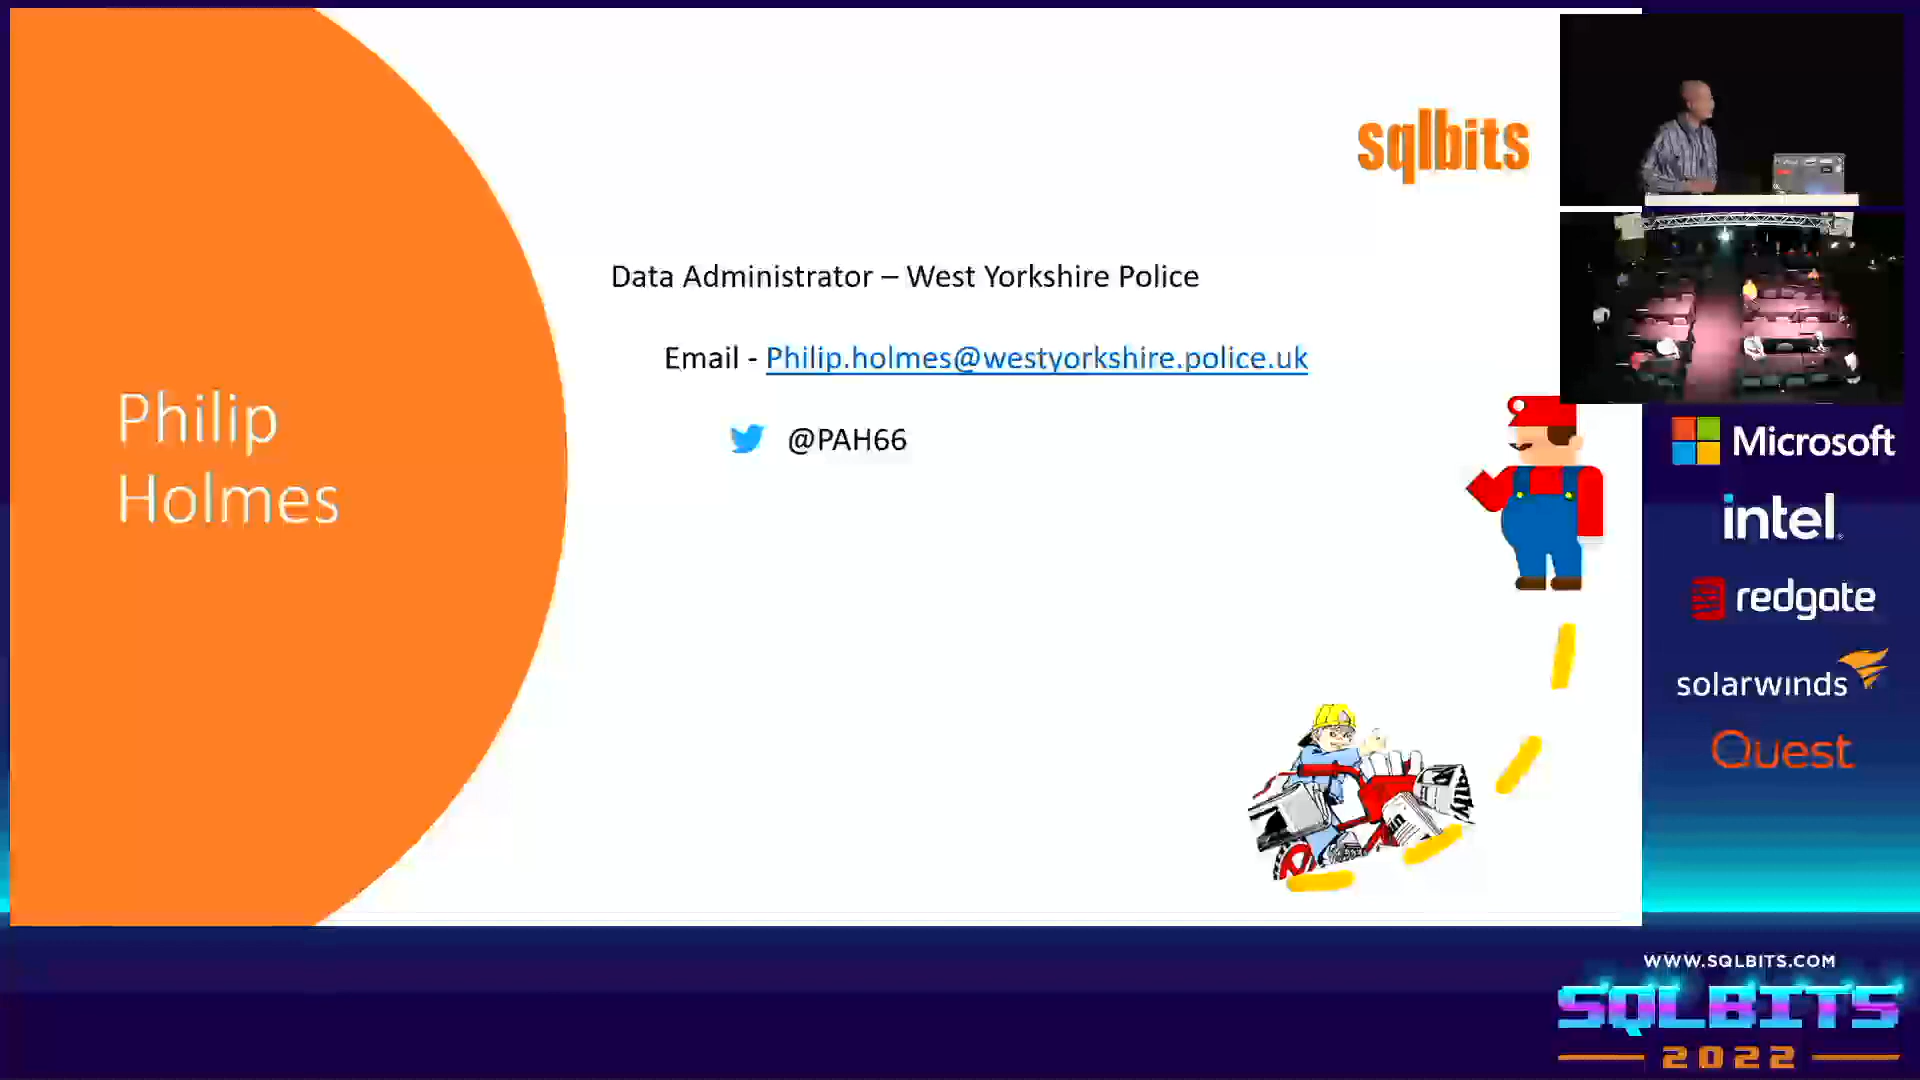 sqlbits
Data Administrator – West Yorkshire Police
Email - Philip.holmes@westyorkshire.police.uk
@PAH66
Philip
Holmes
Microsoft
intel.
redgate
solarwinds
Quest
WWW.SQLBITS.COM
SQLBITS
2022